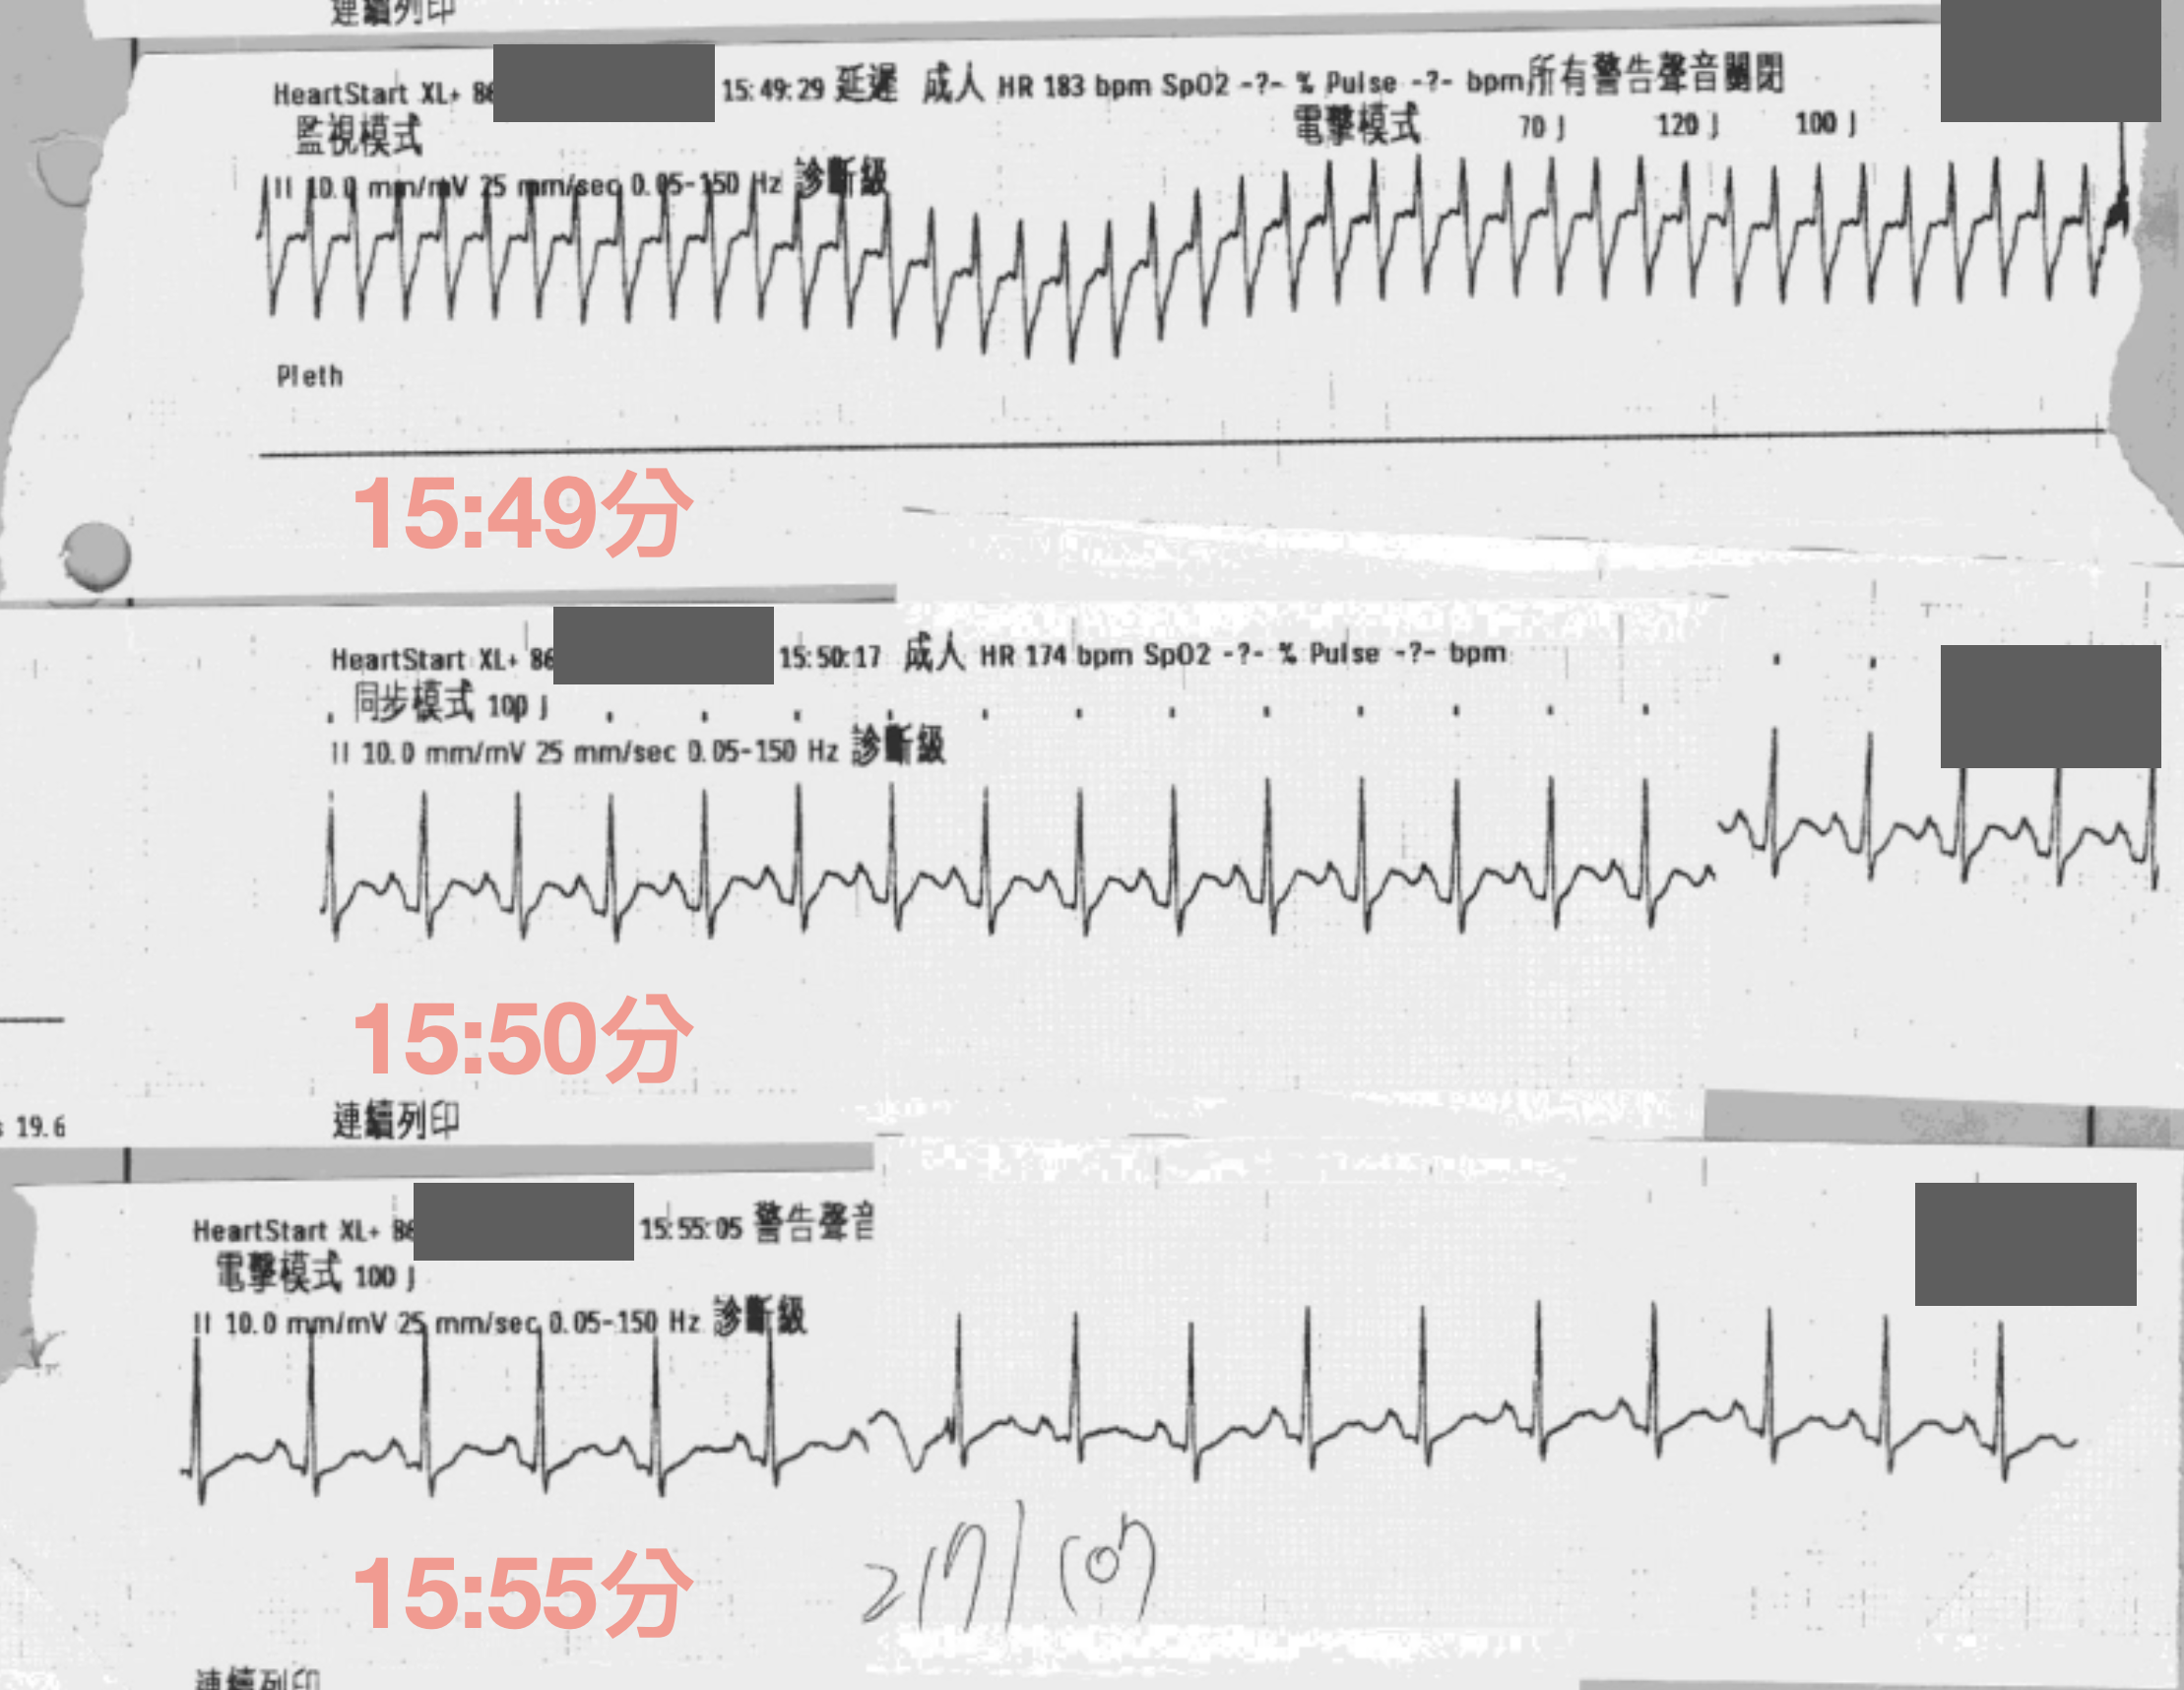 連續列印
HeartStart XL+ 86 15:49:29 延遲 成人 HR 183 bpm SpO2 -?- % Pulse -?- bpm所有警告聲音關閉
監視模式 電擊模式 70 J 120 J 100 J
II 10.0 mm/mV 25 mm/sec 0.05-150 Hz 診斷級
Pleth
15:49分
HeartStart XL+ 86 15:50:17 成人 HR 174 bpm SpO2 -?- % Pulse -?- bpm
同步模式 100 J
II 10.0 mm/mV 25 mm/sec 0.05-150 Hz 診斷級
15:50分
19.6 連續列印
HeartStart XL+ 86 15:55:05 警告聲音
電擊模式 100 J
II 10.0 mm/mV 25 mm/sec 0.05-150 Hz 診斷級
15:55分
連續列印